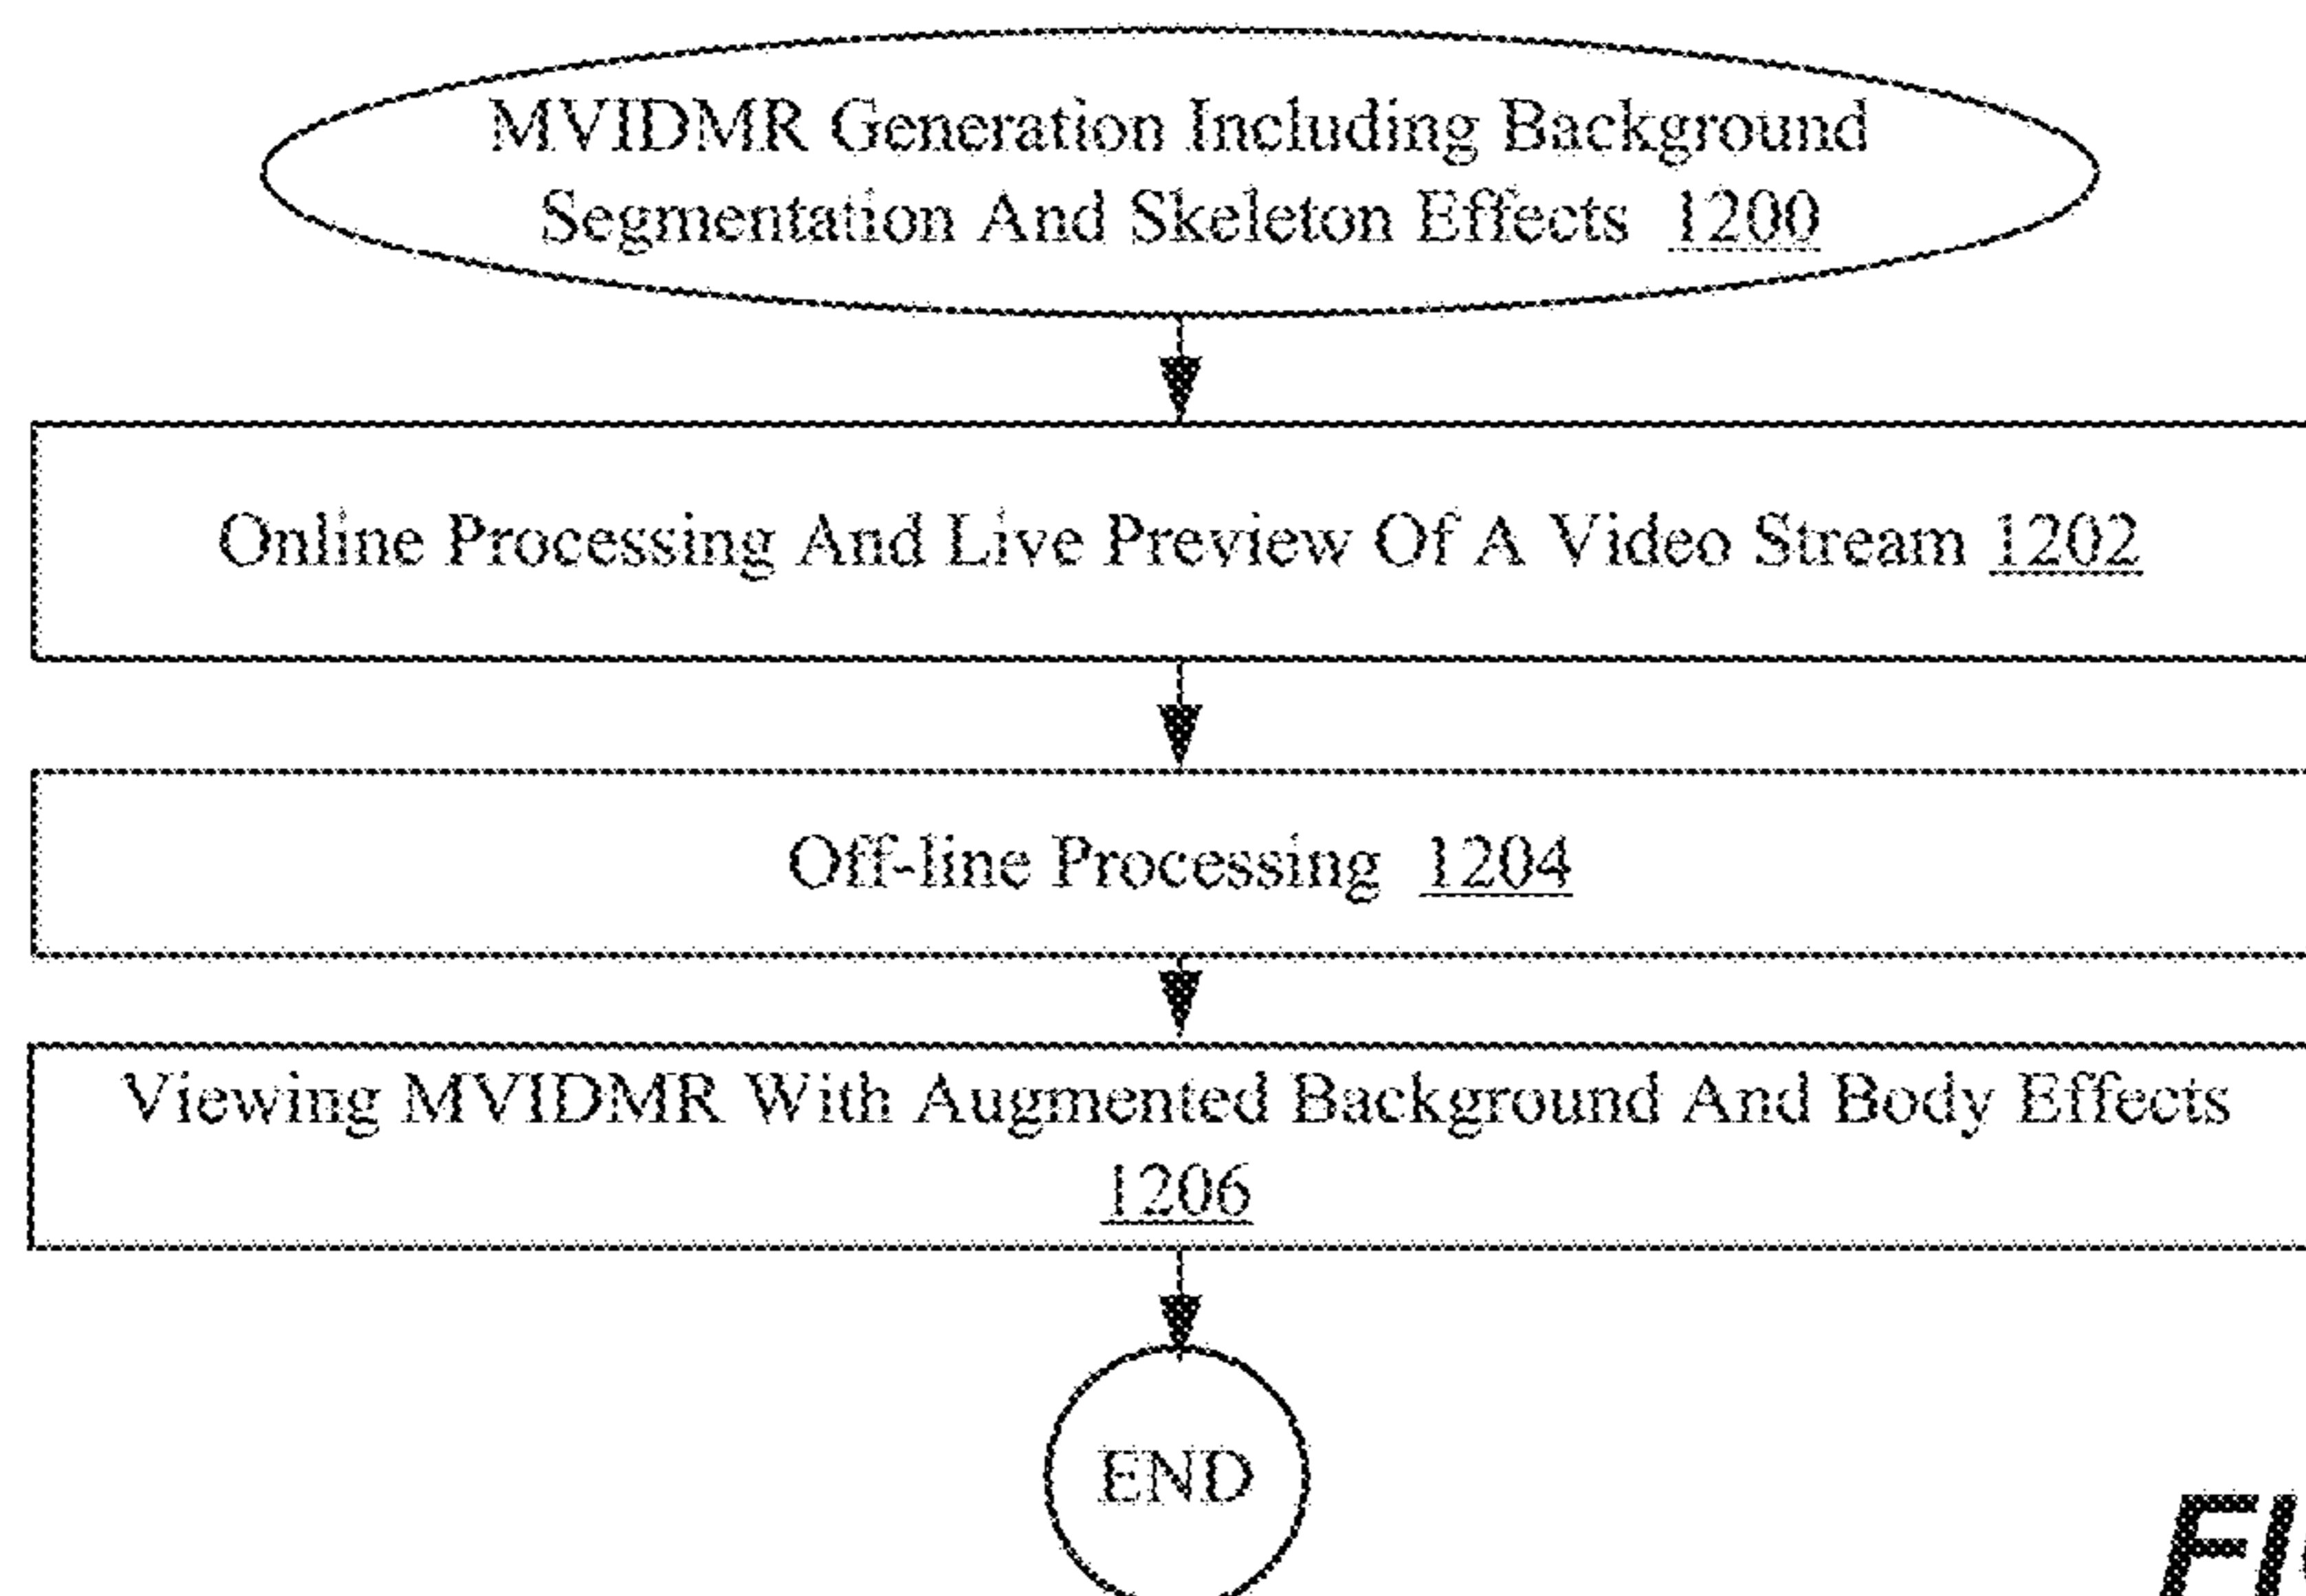 MVIDMR Generation Including Background
Segmentation And Skeleton Effects 1200
Online Processing And Live Preview Of A Video Stream 1202
Off-line Processing 1204
Viewing MVIDMR With Augmented Background And Body Effects
1206
END